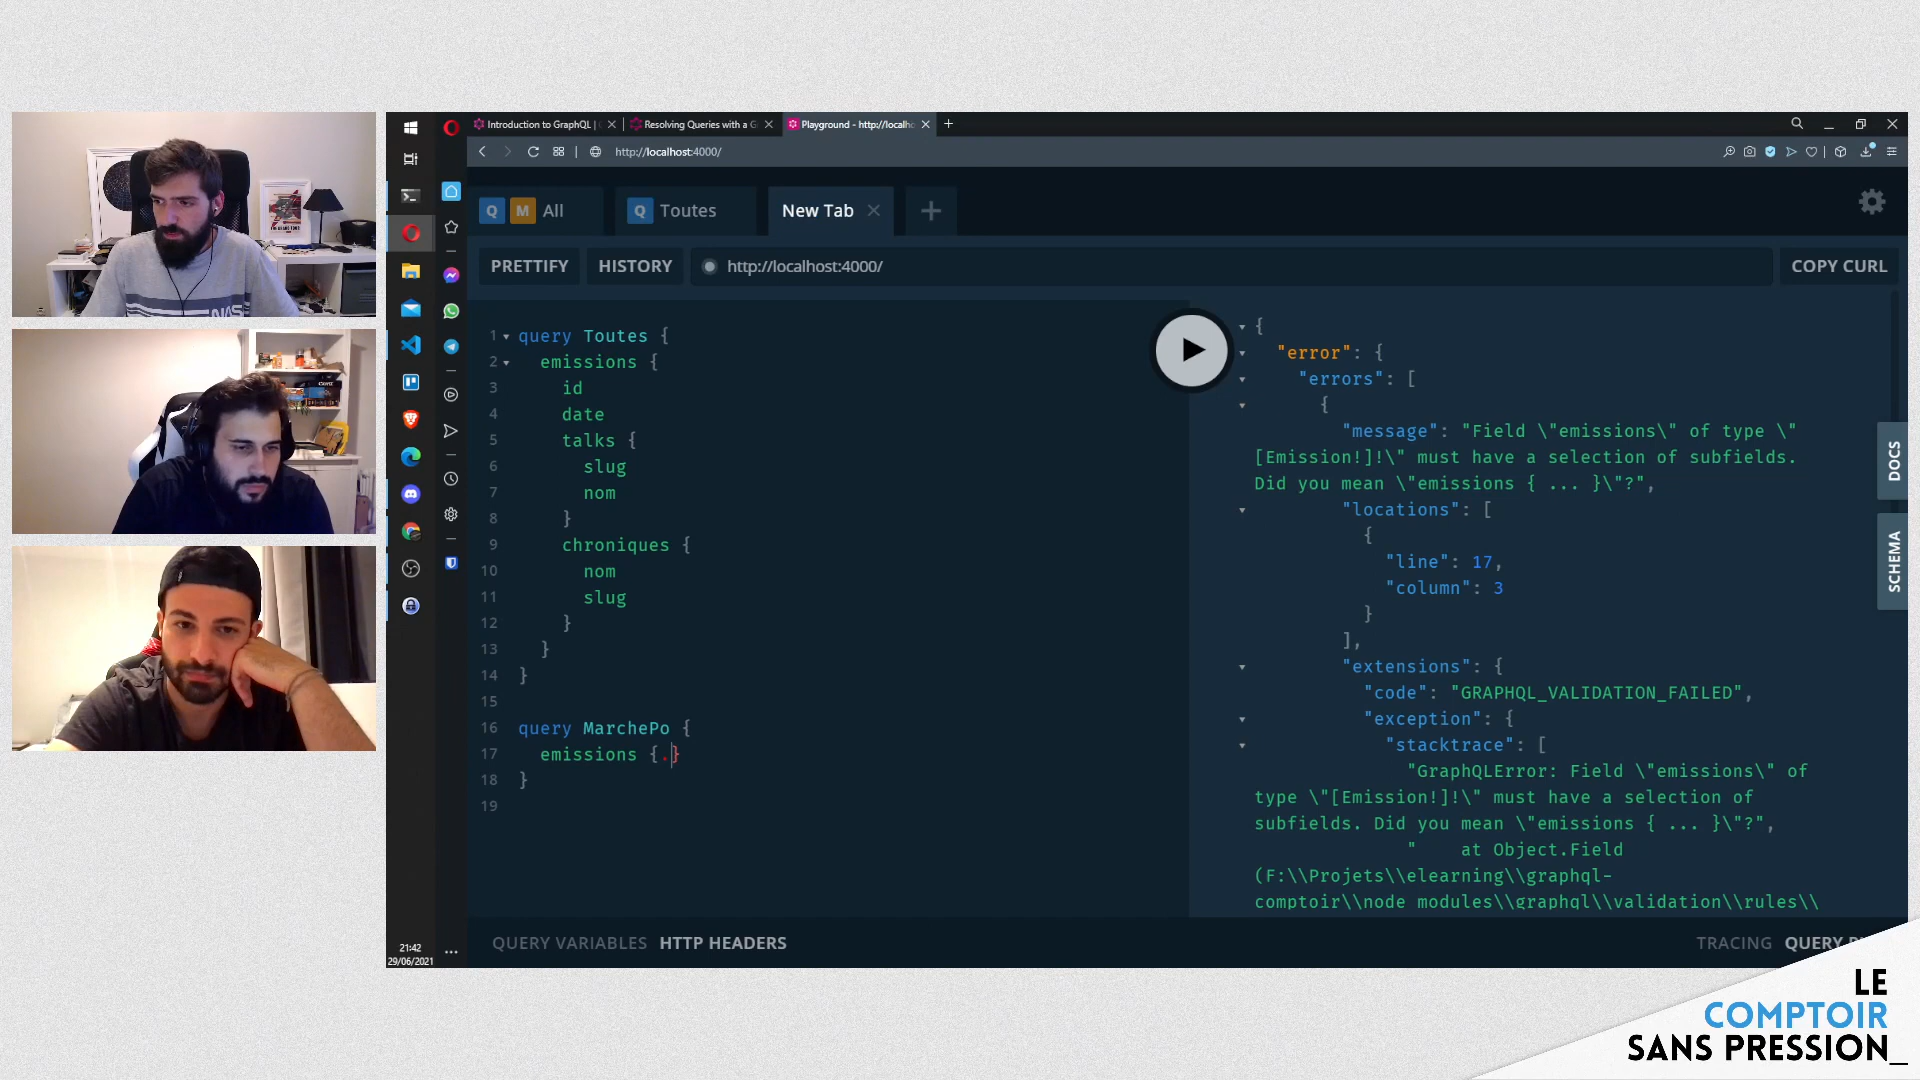 Introduction to GraphQL |
Resolving Queries with a G
Playground - http://localho
http://localhost:4000/
Q M All
Q Toutes
New Tab
PRETTIFY
HISTORY
http://localhost:4000/
COPY CURL
1 query Toutes {
2 emissions {
3 id
4 date
5 talks {
6 slug
7 nom
8 }
9 chroniques {
10 nom
11 slug
12 }
13 }
14 }
15
16 query MarchePo {
17 emissions {.}
18 }
19
{
"error": {
"errors": [
{
"message": "Field \"emissions\" of type \"
[Emission!]!\" must have a selection of subfields.
Did you mean \"emissions { ... }\"?",
"locations": [
{
"line": 17,
"column": 3
}
],
"extensions": {
"code": "GRAPHQL_VALIDATION_FAILED",
"exception": {
"stacktrace": [
"GraphQLError: Field \"emissions\" of
type \"[Emission!]!\" must have a selection of
subfields. Did you mean \"emissions { ... }\"?",
"    at Object.Field
(F:\\Projets\\elearning\\graphql-
comptoir\\node_modules\\graphql\\validation\\rules\\
DOCS
SCHEMA
QUERY VARIABLES
HTTP HEADERS
TRACING
QUERY
21:42
29/06/2021
LE
COMPTOIR
SANS PRESSION_